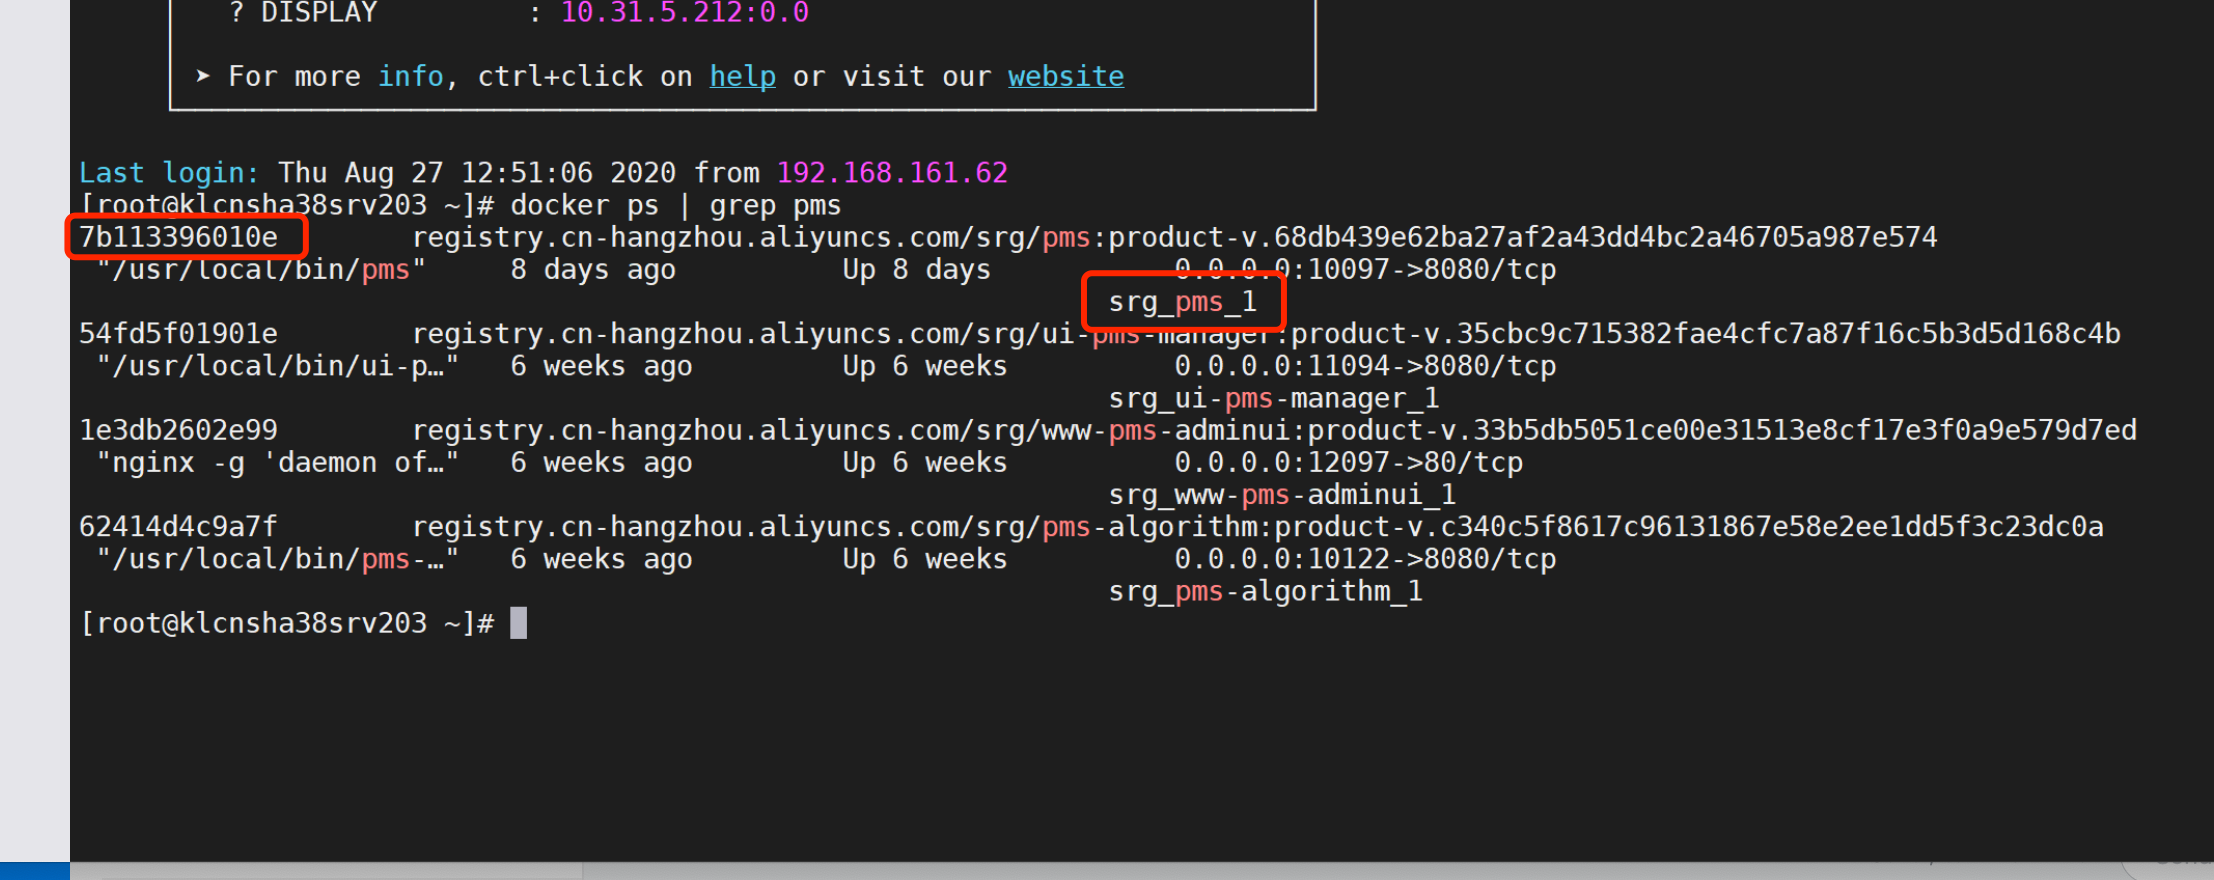 ? DISPLAY : 10.31.5.212:0.0
➤ For more info, ctrl+click on help or visit our website
Last login: Thu Aug 27 12:51:06 2020 from 192.168.161.62
[root@klcnsha38srv203 ~]# docker ps | grep pms
7b113396010e registry.cn-hangzhou.aliyuncs.com/srg/pms:product-v.68db439e62ba27af2a43dd4bc2a46705a987e574
"/usr/local/bin/pms" 8 days ago Up 8 days 0.0.0.0:10097->8080/tcp
srg_pms_1
54fd5f01901e registry.cn-hangzhou.aliyuncs.com/srg/ui-pms-manager:product-v.35cbc9c715382fae4cfc7a87f16c5b3d5d168c4b
"/usr/local/bin/ui-p…" 6 weeks ago Up 6 weeks 0.0.0.0:11094->8080/tcp
srg_ui-pms-manager_1
1e3db2602e99 registry.cn-hangzhou.aliyuncs.com/srg/www-pms-adminui:product-v.33b5db5051ce00e31513e8cf17e3f0a9e579d7ed
"nginx -g 'daemon of…" 6 weeks ago Up 6 weeks 0.0.0.0:12097->80/tcp
srg_www-pms-adminui_1
62414d4c9a7f registry.cn-hangzhou.aliyuncs.com/srg/pms-algorithm:product-v.c340c5f8617c96131867e58e2ee1dd5f3c23dc0a
"/usr/local/bin/pms-…" 6 weeks ago Up 6 weeks 0.0.0.0:10122->8080/tcp
srg_pms-algorithm_1
[root@klcnsha38srv203 ~]#